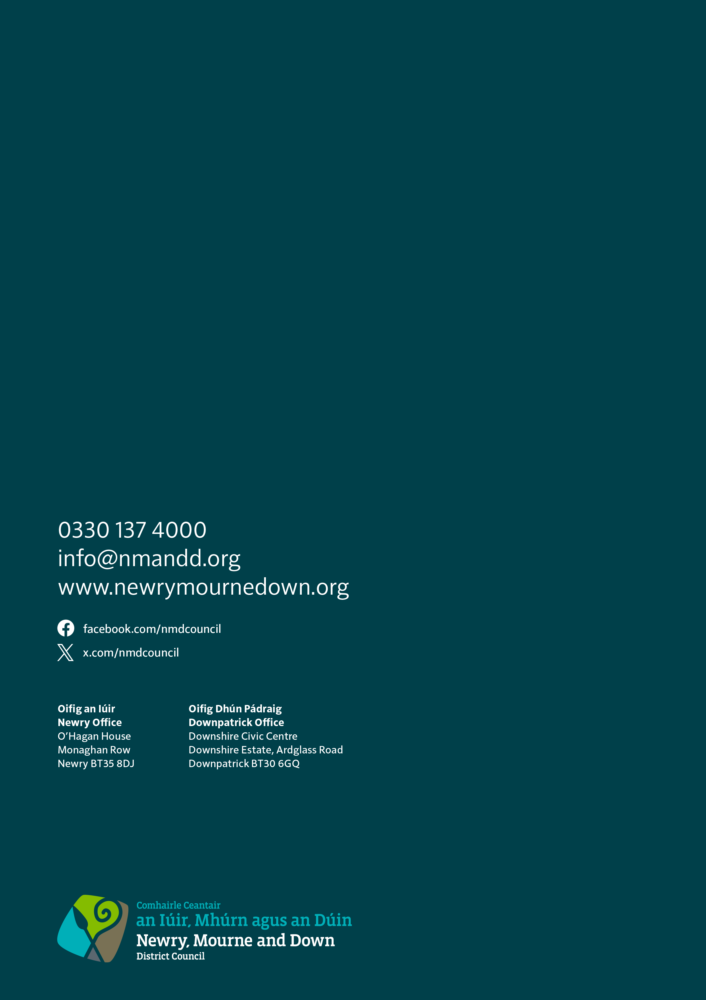 0330 137 4000
info@nmandd.org
www.newrymournedown.org
facebook.com/nmdcouncil
x.com/nmdcouncil
Oifig an Iúir
Newry Office
O’Hagan House
Monaghan Row
Newry BT35 8DJ
Oifig Dhún Pádraig
Downpatrick Office
Downshire Civic Centre
Downshire Estate, Ardglass Road
Downpatrick BT30 6GQ
Comhairle Ceantair
an Iúir, Mhúrn agus an Dúin
Newry, Mourne and Down
District Council